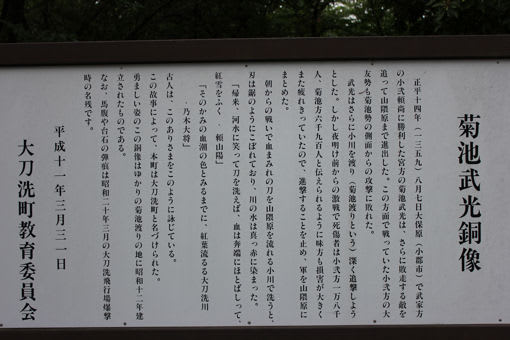 菊池武光銅像
正平十四年（一三五九）八月七日大保原（小郡市）で武家方
の小弐頼尚に勝利した宮方の菊池武光は、さらに敗走する敵を
追って山隈原まで進出した。この方面で戦っていた小弐方の大
友勢も菊池勢の側面からの攻撃に敗れた。
武光はさらに小川を渡り（菊池渡りという）深く追撃しよう
とした。しかし夜明け前からの激戦で死傷者は小弐方一万八千
人、菊池方六千九百人と伝えられるように味方も損害が大きく
また疲れきっていたので、進撃することを止め、軍を山隈原に
まとめた。
朝からの戦いで血まみれの刀を山隈原を流れる小川で洗うと、
刃は鋸のようにこぼれており、川の水は真っ赤に染まった。
「帰来、河水に笑って刀を洗えば、血は奔湍にほとばしって、
紅雪をふく 頼山陽」
「そのかみの血潮の色とみるまでに、紅葉流る大刀洗川
乃木大将」
古人は、このありさまをこのように詠じている。
この故事によって、本町は大刀洗町と名づけられた。
勇ましい姿のこの銅像はゆかりの菊池渡りの地に昭和十二年建
立されたものである。
なお、馬腹や台石の弾痕は昭和二十年三月の大刀洗飛行場爆撃
時の名残です。
平成十一年三月三一日
大刀洗町教育委員会